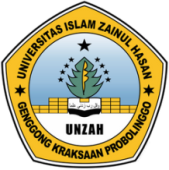 UNIVERSITAS ISLAM ZAINUL HASAN
UNZAH
GENGGONG KRAKSAAN PROBOLINGGO